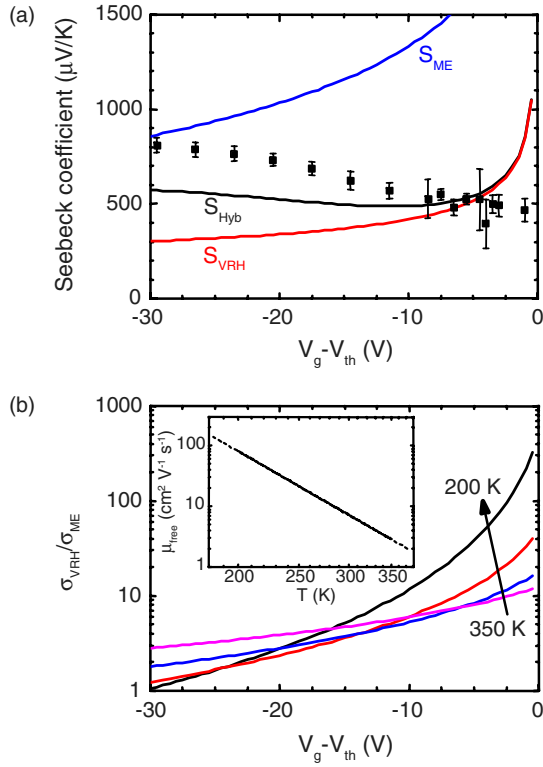 (a)
1500
1000
500
0
Seebeck coefficient (μV/K)
S_ME
S_Hyb
S_VRH
-30 -20 -10 0
V_g-V_th (V)
(b)
1000
100
10
1
σ_VRH/σ_ME
100
10
1
μ_free (cm² V⁻¹ s⁻¹)
200 250 300 350
T (K)
200 K
350 K
-30 -20 -10 0
V_g-V_th (V)